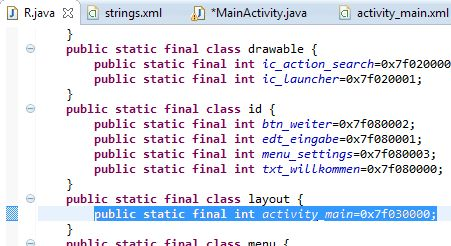 R.java strings.xml *MainActivity.java activity_main.xml
}
public static final class drawable {
public static final int ic_action_search=0x7f020000
public static final int ic_launcher=0x7f020001;
}
public static final class id {
public static final int btn_weiter=0x7f080002;
public static final int edt_eingabe=0x7f080001;
public static final int menu_settings=0x7f080003;
public static final int txt_willkommen=0x7f080000;
}
public static final class layout {
public static final int activity_main=0x7f030000;
}
public static final class menu {